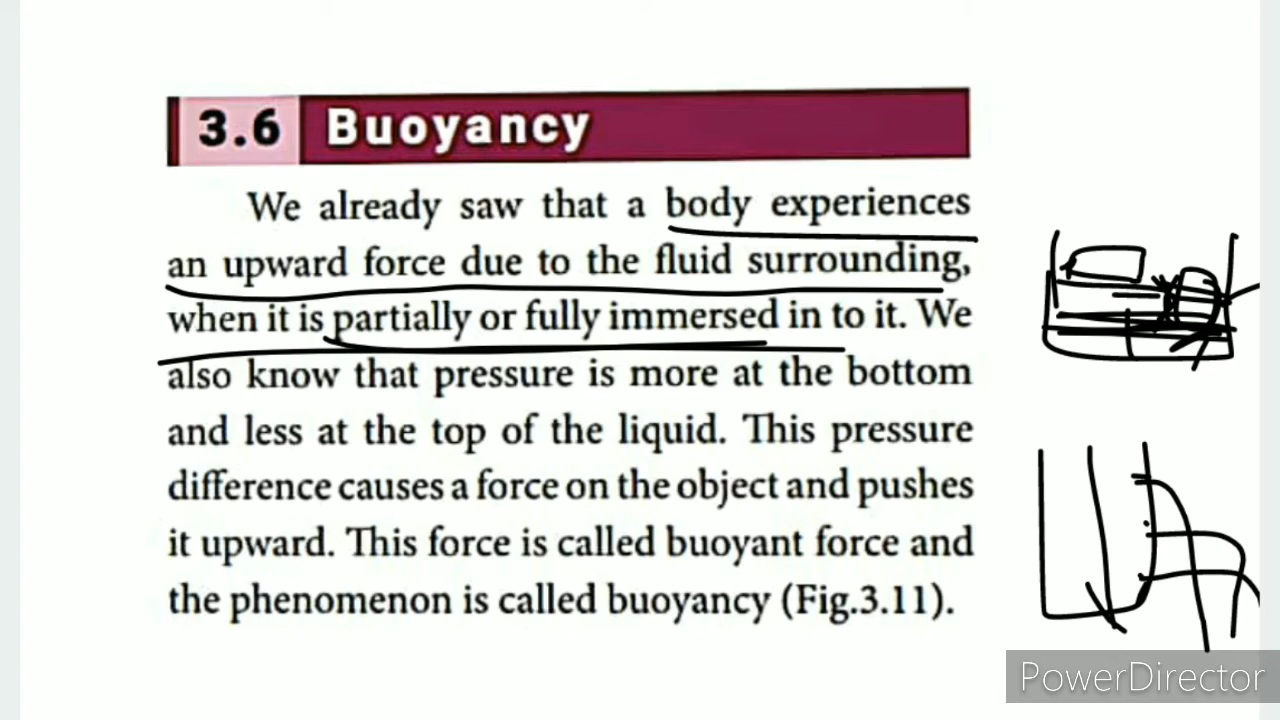 3.6 Buoyancy
We already saw that a body experiences
an upward force due to the fluid surrounding,
when it is partially or fully immersed in to it. We
also know that pressure is more at the bottom
and less at the top of the liquid. This pressure
difference causes a force on the object and pushes
it upward. This force is called buoyant force and
the phenomenon is called buoyancy (Fig.3.11).
PowerDirector